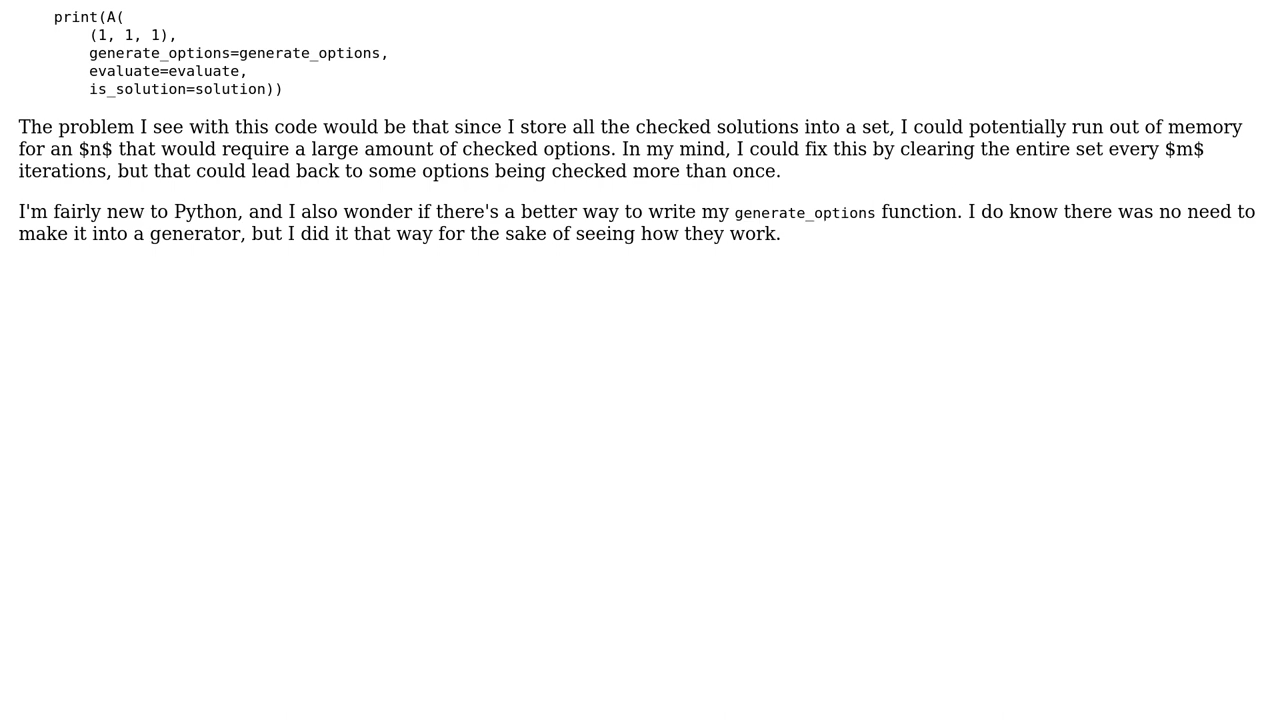 print(A(
    (1, 1, 1),
    generate_options=generate_options,
    evaluate=evaluate,
    is_solution=solution))
The problem I see with this code would be that since I store all the checked solutions into a set, I could potentially run out of memory
for an $n$ that would require a large amount of checked options. In my mind, I could fix this by clearing the entire set every $m$
iterations, but that could lead back to some options being checked more than once.
I'm fairly new to Python, and I also wonder if there's a better way to write my generate_options function. I do know there was no need to
make it into a generator, but I did it that way for the sake of seeing how they work.